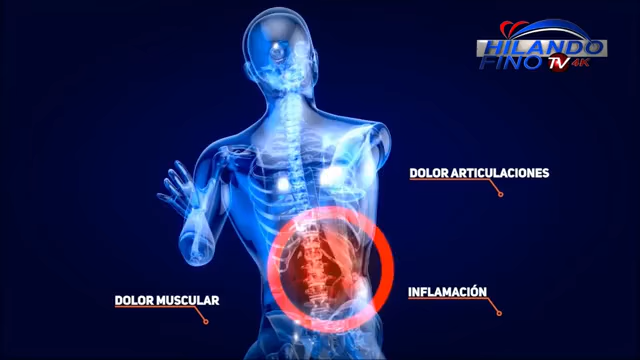 HILANDO
FINO TV 4K
DOLOR ARTICULACIONES
INFLAMACIÓN
DOLOR MUSCULAR